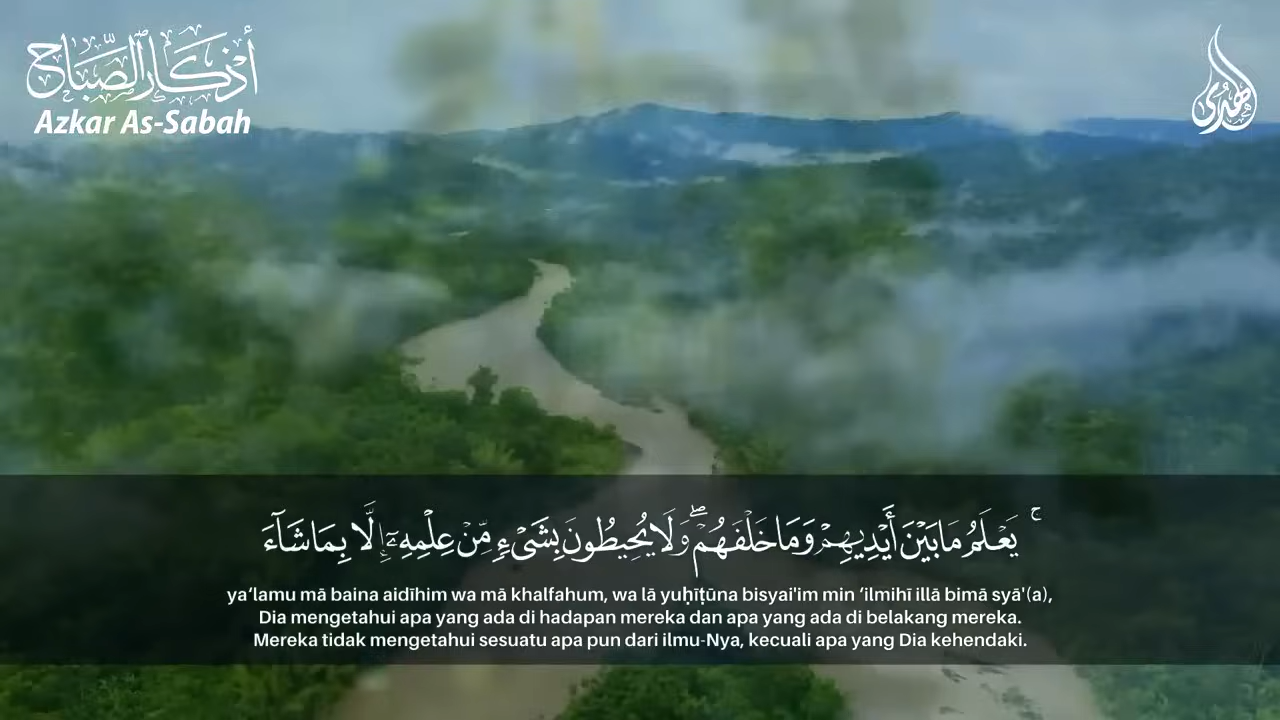 أذكار الصباح
Azkar As-Sabah
الهدى
ۚ يَعْلَمُ مَا بَيْنَ أَيْدِيهِمْ وَمَا خَلْفَهُمْ ۖ وَلَا يُحِيطُونَ بِشَىْءٍ مِّنْ عِلْمِهِۦٓ إِلَّا بِمَا شَآءَ
ya‘lamu mā baina aidīhim wa mā khalfahum, wa lā yuḥīṭūna bisyai'im min ‘ilmihī illā bimā syā'(a),
Dia mengetahui apa yang ada di hadapan mereka dan apa yang ada di belakang mereka.
Mereka tidak mengetahui sesuatu apa pun dari ilmu-Nya, kecuali apa yang Dia kehendaki.